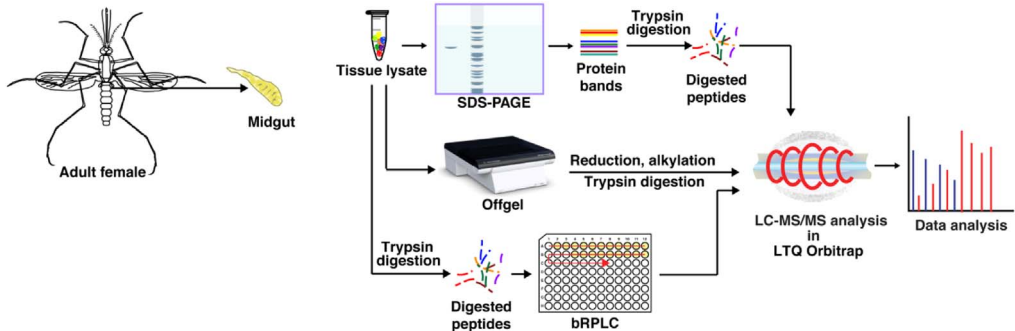 Adult female
Midgut
Tissue lysate
SDS-PAGE
Protein
bands
Trypsin
digestion
Digested
peptides
Offgel
Reduction, alkylation
Trypsin digestion
Trypsin
digestion
Digested
peptides
bRPLC
LC-MS/MS analysis
in
LTQ Orbitrap
Data analysis